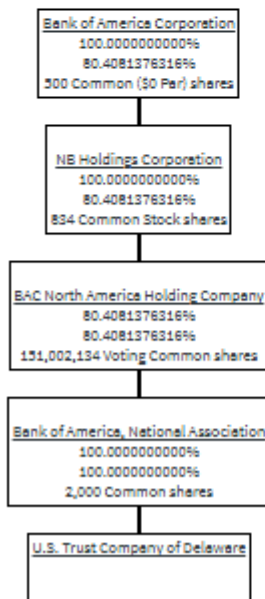 Bank of America Corporation
100.0000000000%
80.4081376316%
500 Common ($0 Par) shares
NB Holdings Corporation
100.0000000000%
80.4081376316%
834 Common Stock shares
BAC North America Holding Company
80.4081376316%
80.4081376316%
151,002,134 Voting Common shares
Bank of America, National Association
100.0000000000%
100.0000000000%
2,000 Common shares
U.S. Trust Company of Delaware